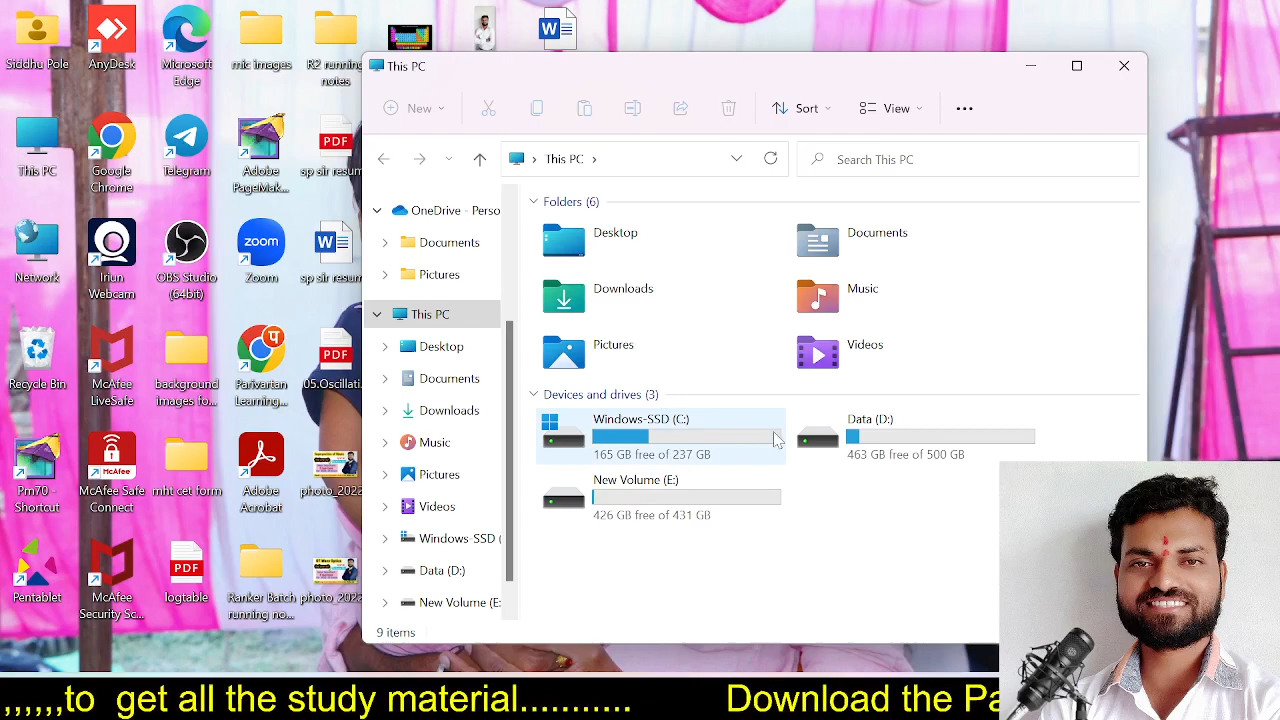 Siddhu Pole
AnyDesk
Microsoft
Edge
mic images
R2 running
notes
This PC
Google
Chrome
Telegram
Adobe
PageMak...
PDF
sp sir resum
Network
Iriun
Webcam
OBS Studio
(64bit)
zoom
Zoom
sp sir resum
Recycle Bin
McAfee
LiveSafe
background
images fo...
Parivartan
Learning...
PDF
05.Oscillati.
Pm70 -
Shortcut
McAfee Safe
Connect
mht cet form
Adobe
Acrobat
photo_2022
Pentablet
McAfee
Security Sc...
PDF
logtable
Ranker Batch
running no...
photo_2022
This PC
New
Sort
View
This PC
Search This PC
OneDrive - Perso
Documents
Pictures
This PC
Desktop
Documents
Downloads
Music
Pictures
Videos
Windows-SSD (
Data (D:)
New Volume (E:
Folders (6)
Desktop
Documents
Downloads
Music
Pictures
Videos
Devices and drives (3)
Windows-SSD (C:)
165 GB free of 237 GB
Data (D:)
465 GB free of 500 GB
New Volume (E:)
426 GB free of 431 GB
9 items
,,,,,,to get all the study material........... Download the Pa